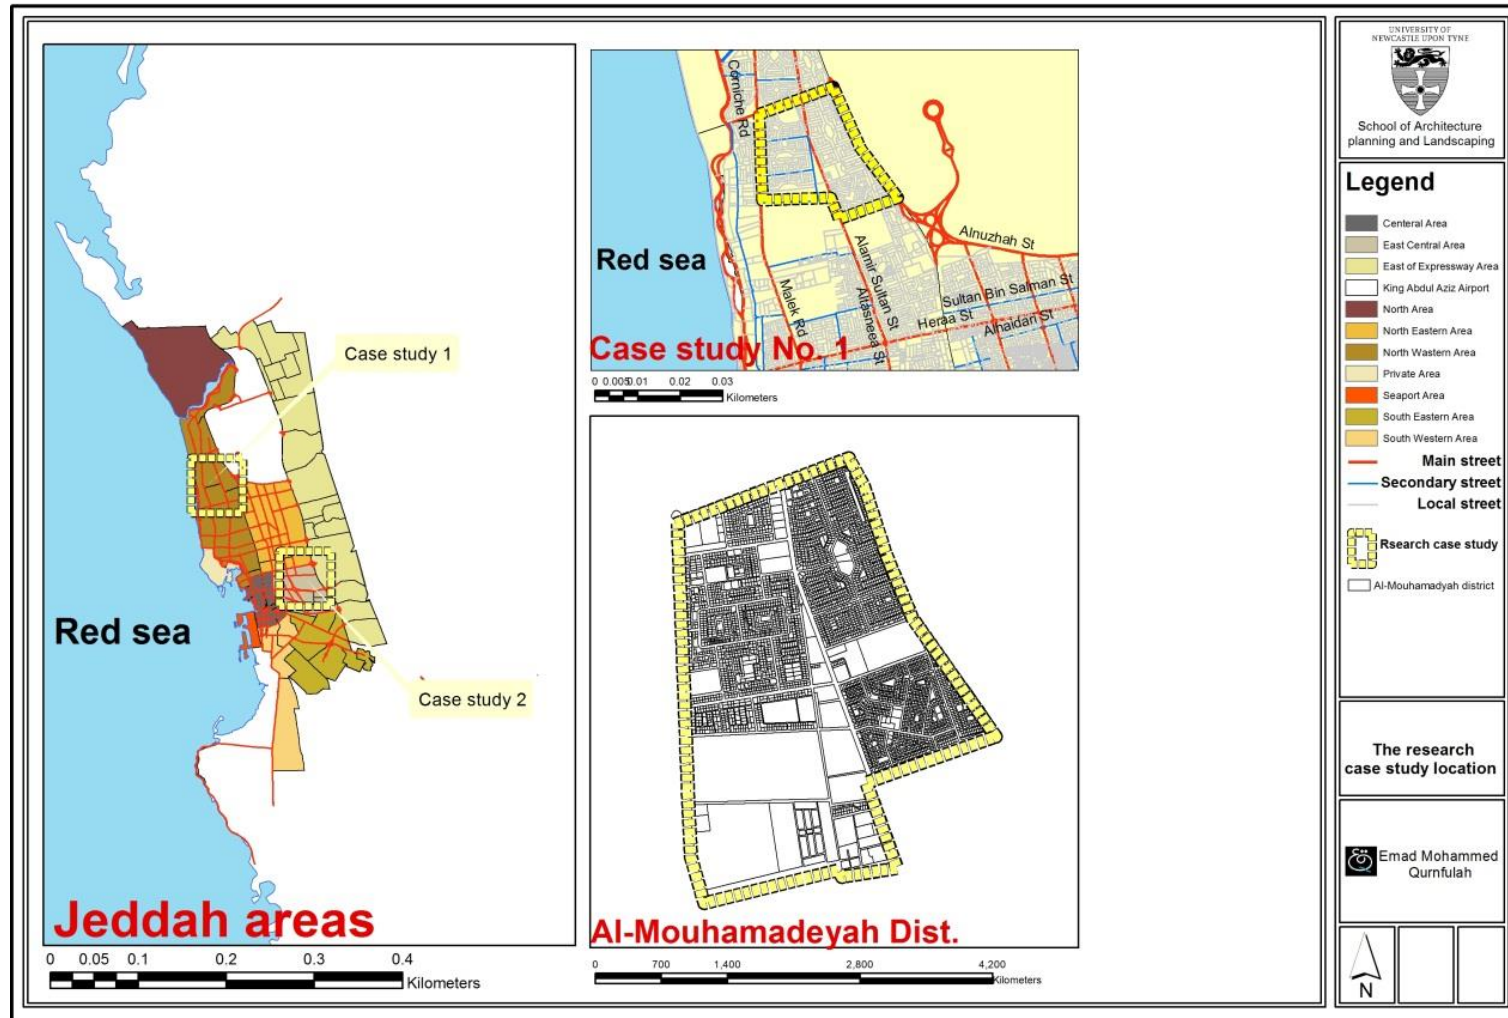 Case study 1
Red sea
Case study 2
Jeddah areas
0 0.05 0.1 0.2 0.3 0.4
Kilometers
Corniche Rd
Red sea
Malek Rd
Alamir Sultan St
Altasneea St
Alnuzhah St
Sultan Bin Salman St
Heraa St
Alhaidan St
Case study No. 1
0 0.005 0.01 0.02 0.03
Kilometers
Al-Mouhamadeyah Dist.
0 700 1,400 2,800 4,200
Kilometers
UNIVERSITY OF
NEWCASTLE UPON TYNE
School of Architecture
planning and Landscaping
Legend
Centeral Area
East Central Area
East of Expressway Area
King Abdul Aziz Airport
North Area
North Eastern Area
North Wastern Area
Private Area
Seaport Area
South Eastern Area
South Western Area
Main street
Secondary street
Local street
Rsearch case study
Al-Mouhamadyah district
The research
case study location
Emad Mohammed
Qurnfulah
N